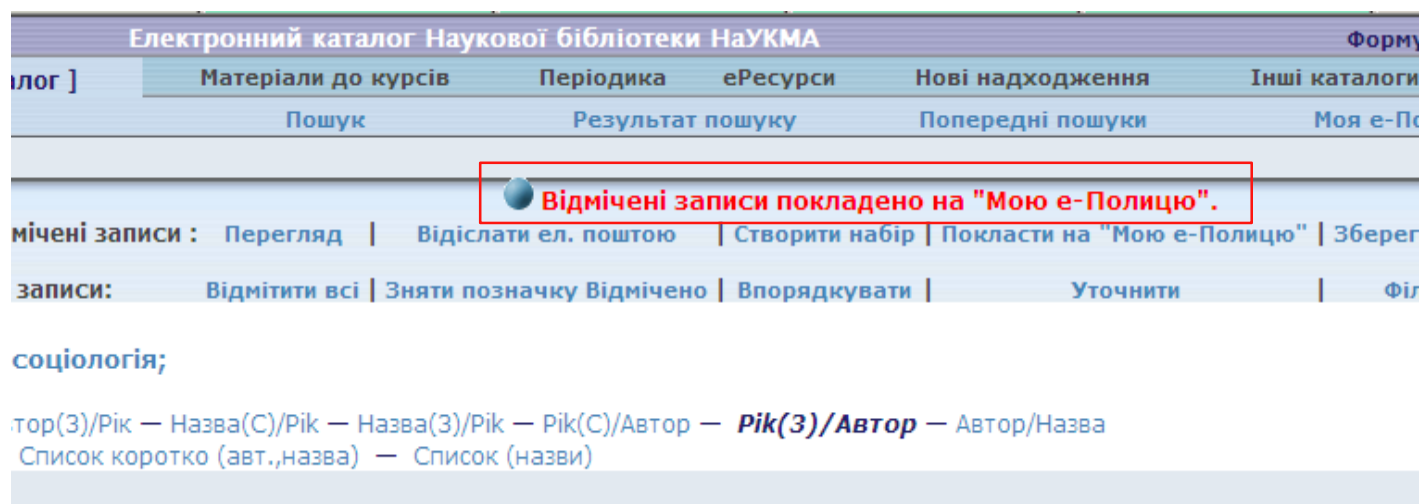 Електронний каталог Наукової бібліотеки НаУКМА Форму
алог ] Матеріали до курсів Періодика еРесурси Нові надходження Інші каталоги
Пошук Результат пошуку Попередні пошуки Моя е-По
Відмічені записи покладено на "Мою е-Полицю".
мічені записи : Перегляд | Відіслати ел. поштою | Створити набір | Покласти на "Мою е-Полицю" | Зберег
записи: Відмітити всі | Зняти позначку Відмічено | Впорядкувати | Уточнити | Філ
соціологія;
тор(З)/Рік — Назва(С)/Рік — Назва(З)/Рік — Рік(С)/Автор — Рік(З)/Автор — Автор/Назва
Список коротко (авт.,назва) — Список (назви)